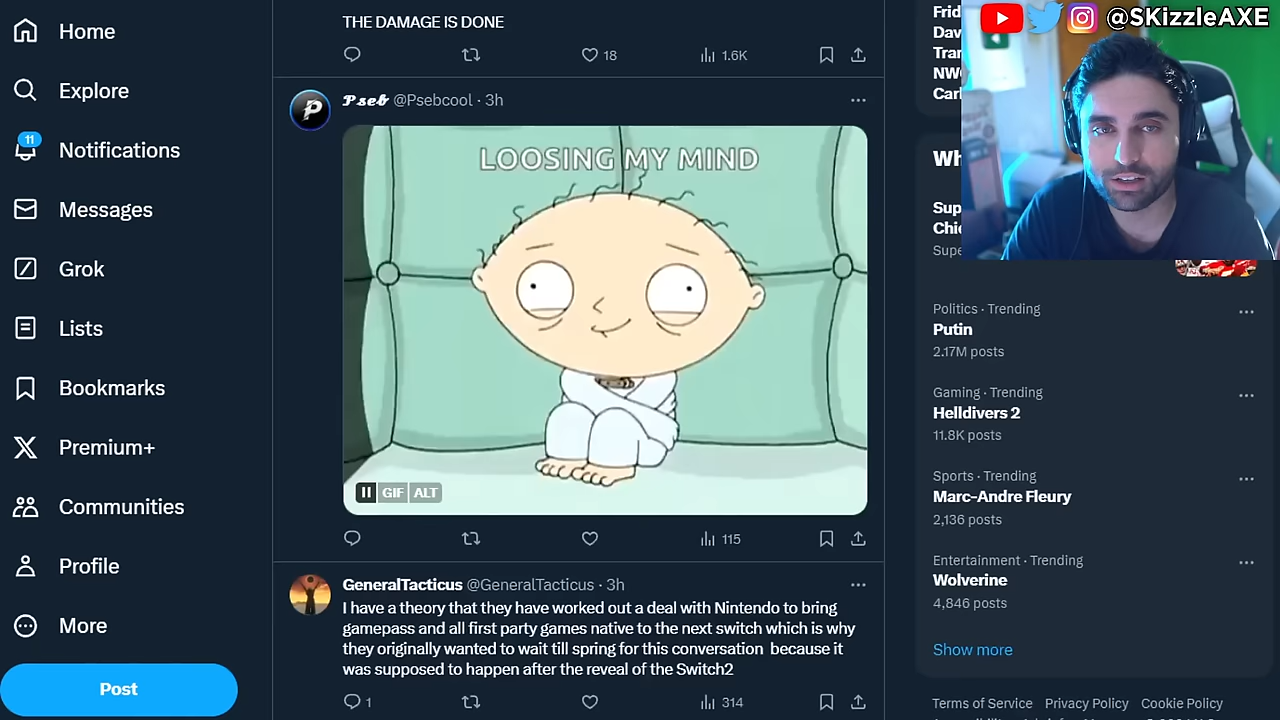 Home
Explore
11
Notifications
Messages
Grok
Lists
Bookmarks
Premium+
Communities
Profile
More
Post
THE DAMAGE IS DONE
18
1.6K
Pseb @Psebcool · 3h
LOOSING MY MIND
GIF ALT
115
GeneralTacticus @GeneralTacticus · 3h
I have a theory that they have worked out a deal with Nintendo to bring
gamepass and all first party games native to the next switch which is why
they originally wanted to wait till spring for this conversation because it
was supposed to happen after the reveal of the Switch2
1
314
@SKizzleAXE
Politics · Trending
Putin
2.17M posts
Gaming · Trending
Helldivers 2
11.8K posts
Sports · Trending
Marc-Andre Fleury
2,136 posts
Entertainment · Trending
Wolverine
4,846 posts
Show more
Terms of Service Privacy Policy Cookie Policy